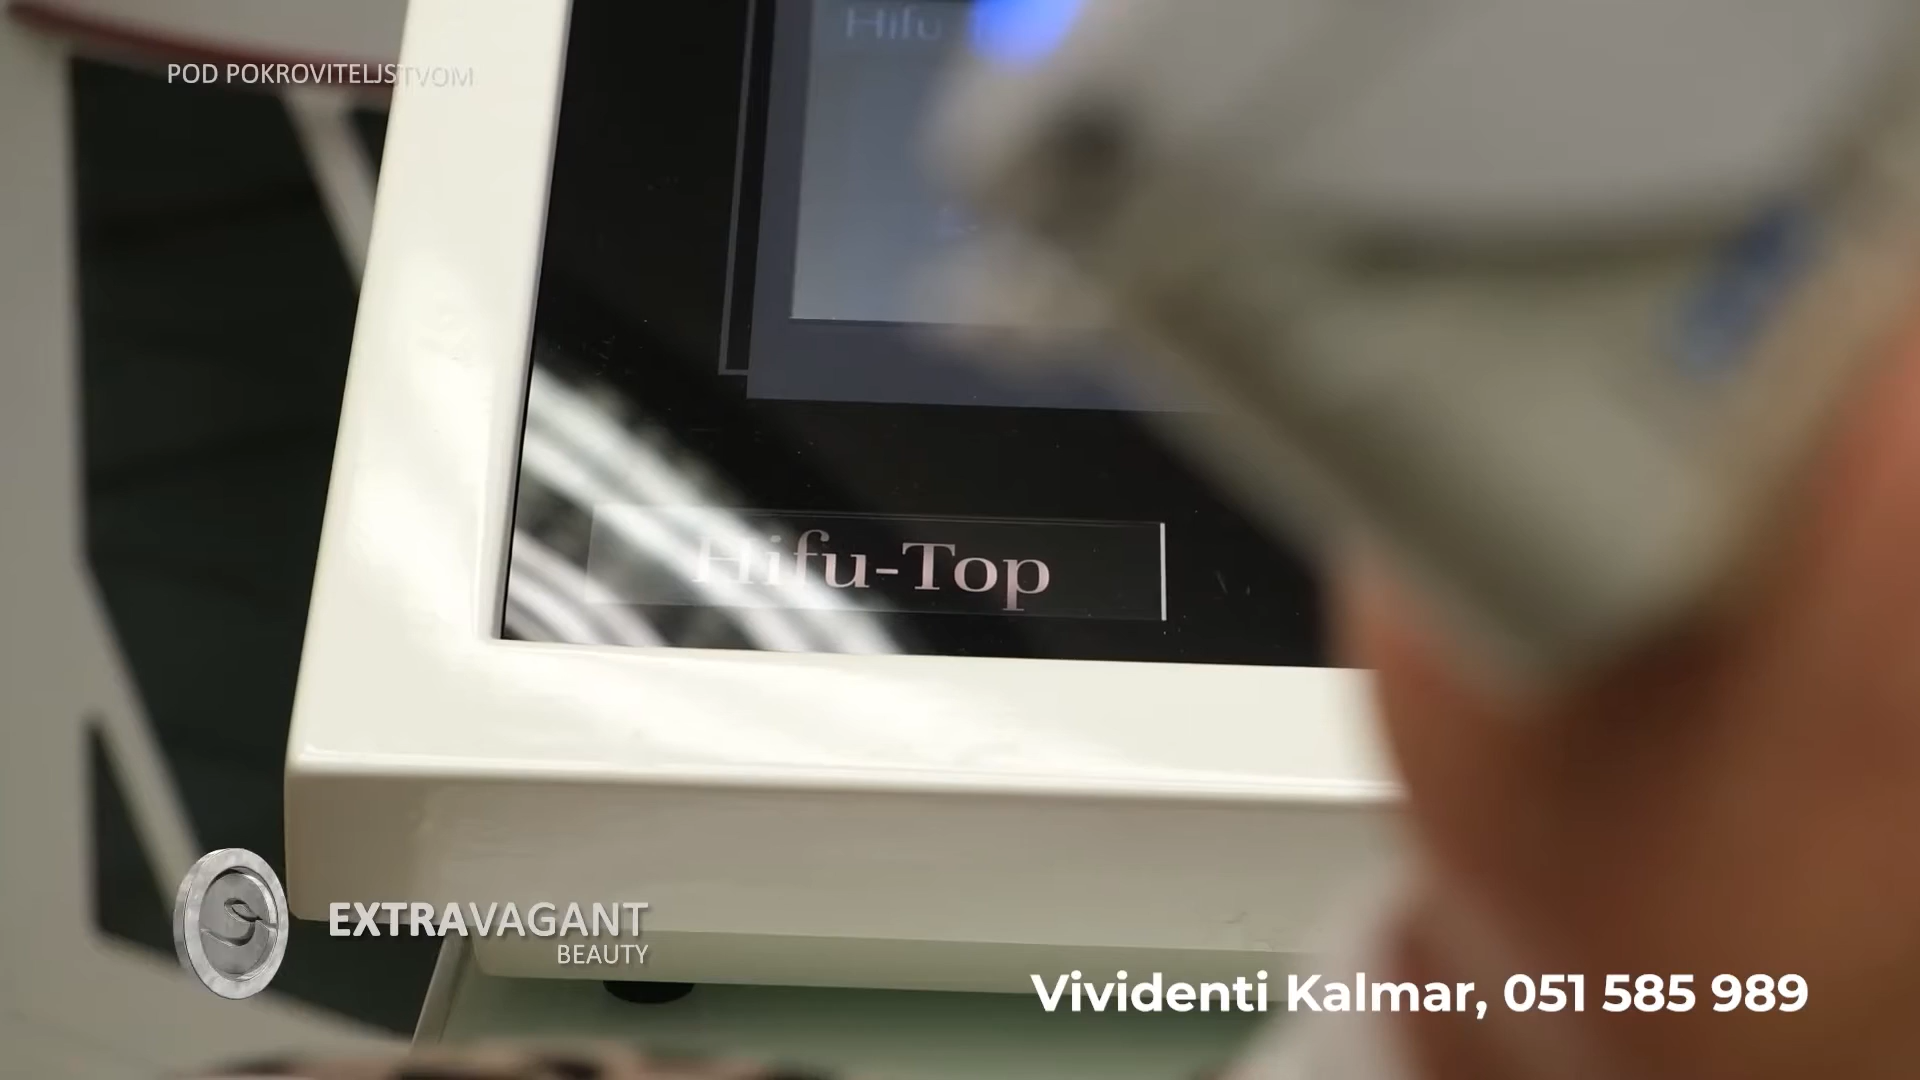 POD POKROVITELJSTVOM
Hifu
Hifu-Top
EXTRAVAGANT
BEAUTY
Vividenti Kalmar, 051 585 989